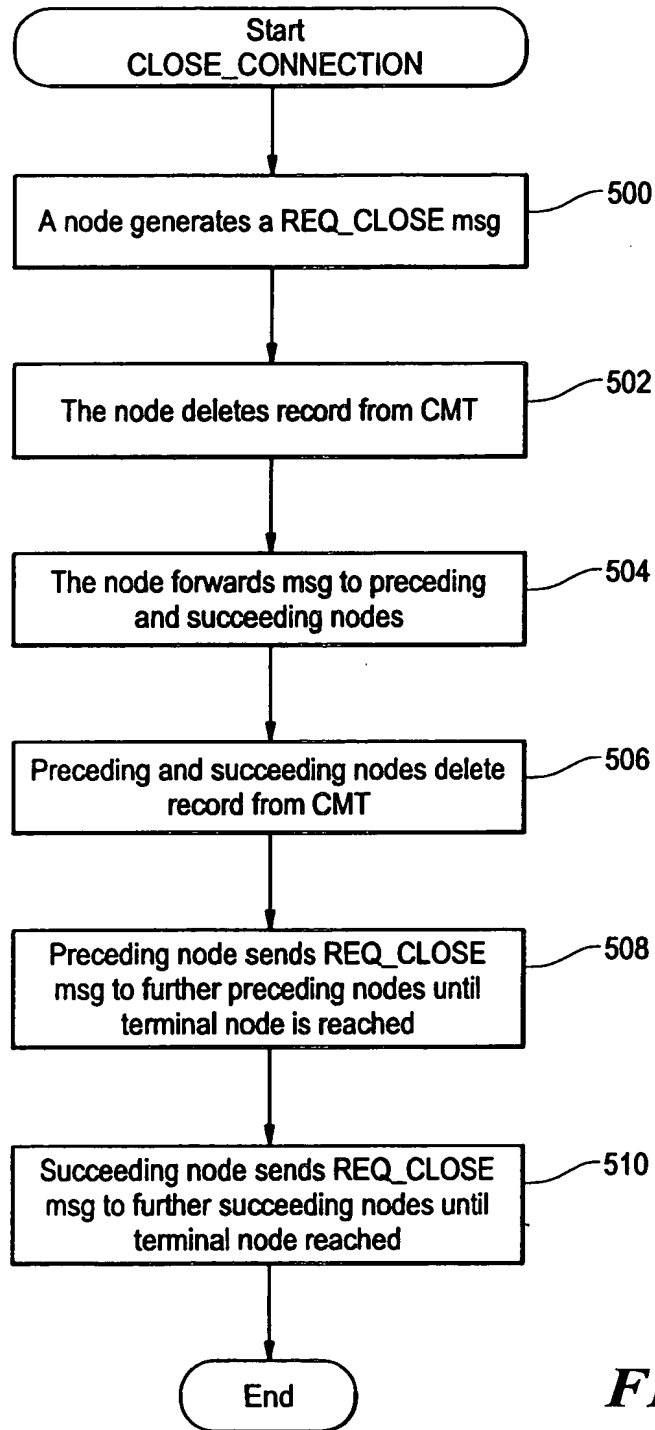 Start
CLOSE_CONNECTION
A node generates a REQ_CLOSE msg
500
The node deletes record from CMT
502
The node forwards msg to preceding
and succeeding nodes
504
Preceding and succeeding nodes delete
record from CMT
506
Preceding node sends REQ_CLOSE
msg to further preceding nodes until
terminal node is reached
508
Succeeding node sends REQ_CLOSE
msg to further succeeding nodes until
terminal node reached
510
End